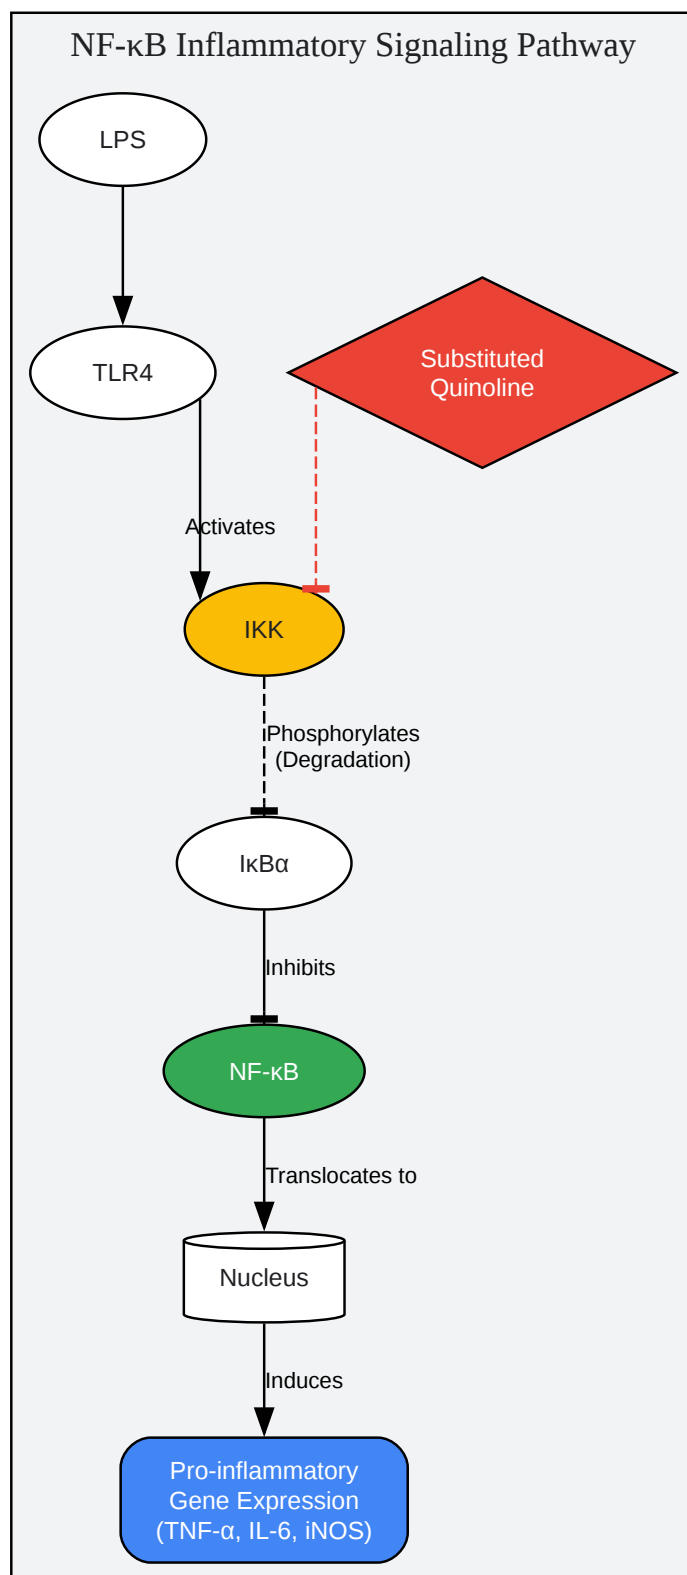 NF-κB Inflammatory Signaling Pathway
LPS
TLR4
Substituted
Quinoline
Activates
IKK
Phosphorylates
(Degradation)
IκBα
Inhibits
NF-κB
Translocates to
Nucleus
Induces
Pro-inflammatory
Gene Expression
(TNF-α, IL-6, iNOS)